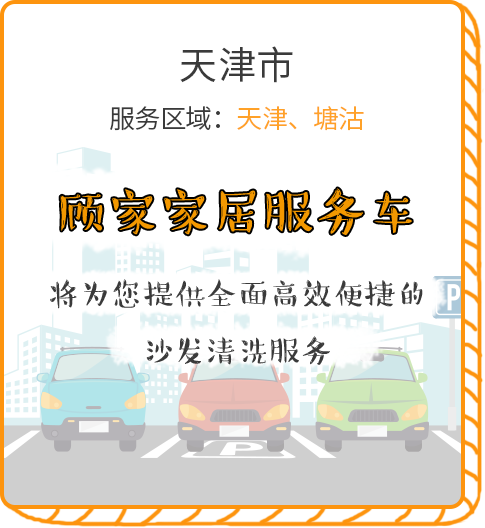 天津市
服务区域：天津、塘沽
顾家家居服务车
将为您提供全面高效便捷的
沙发清洗服务
P
P